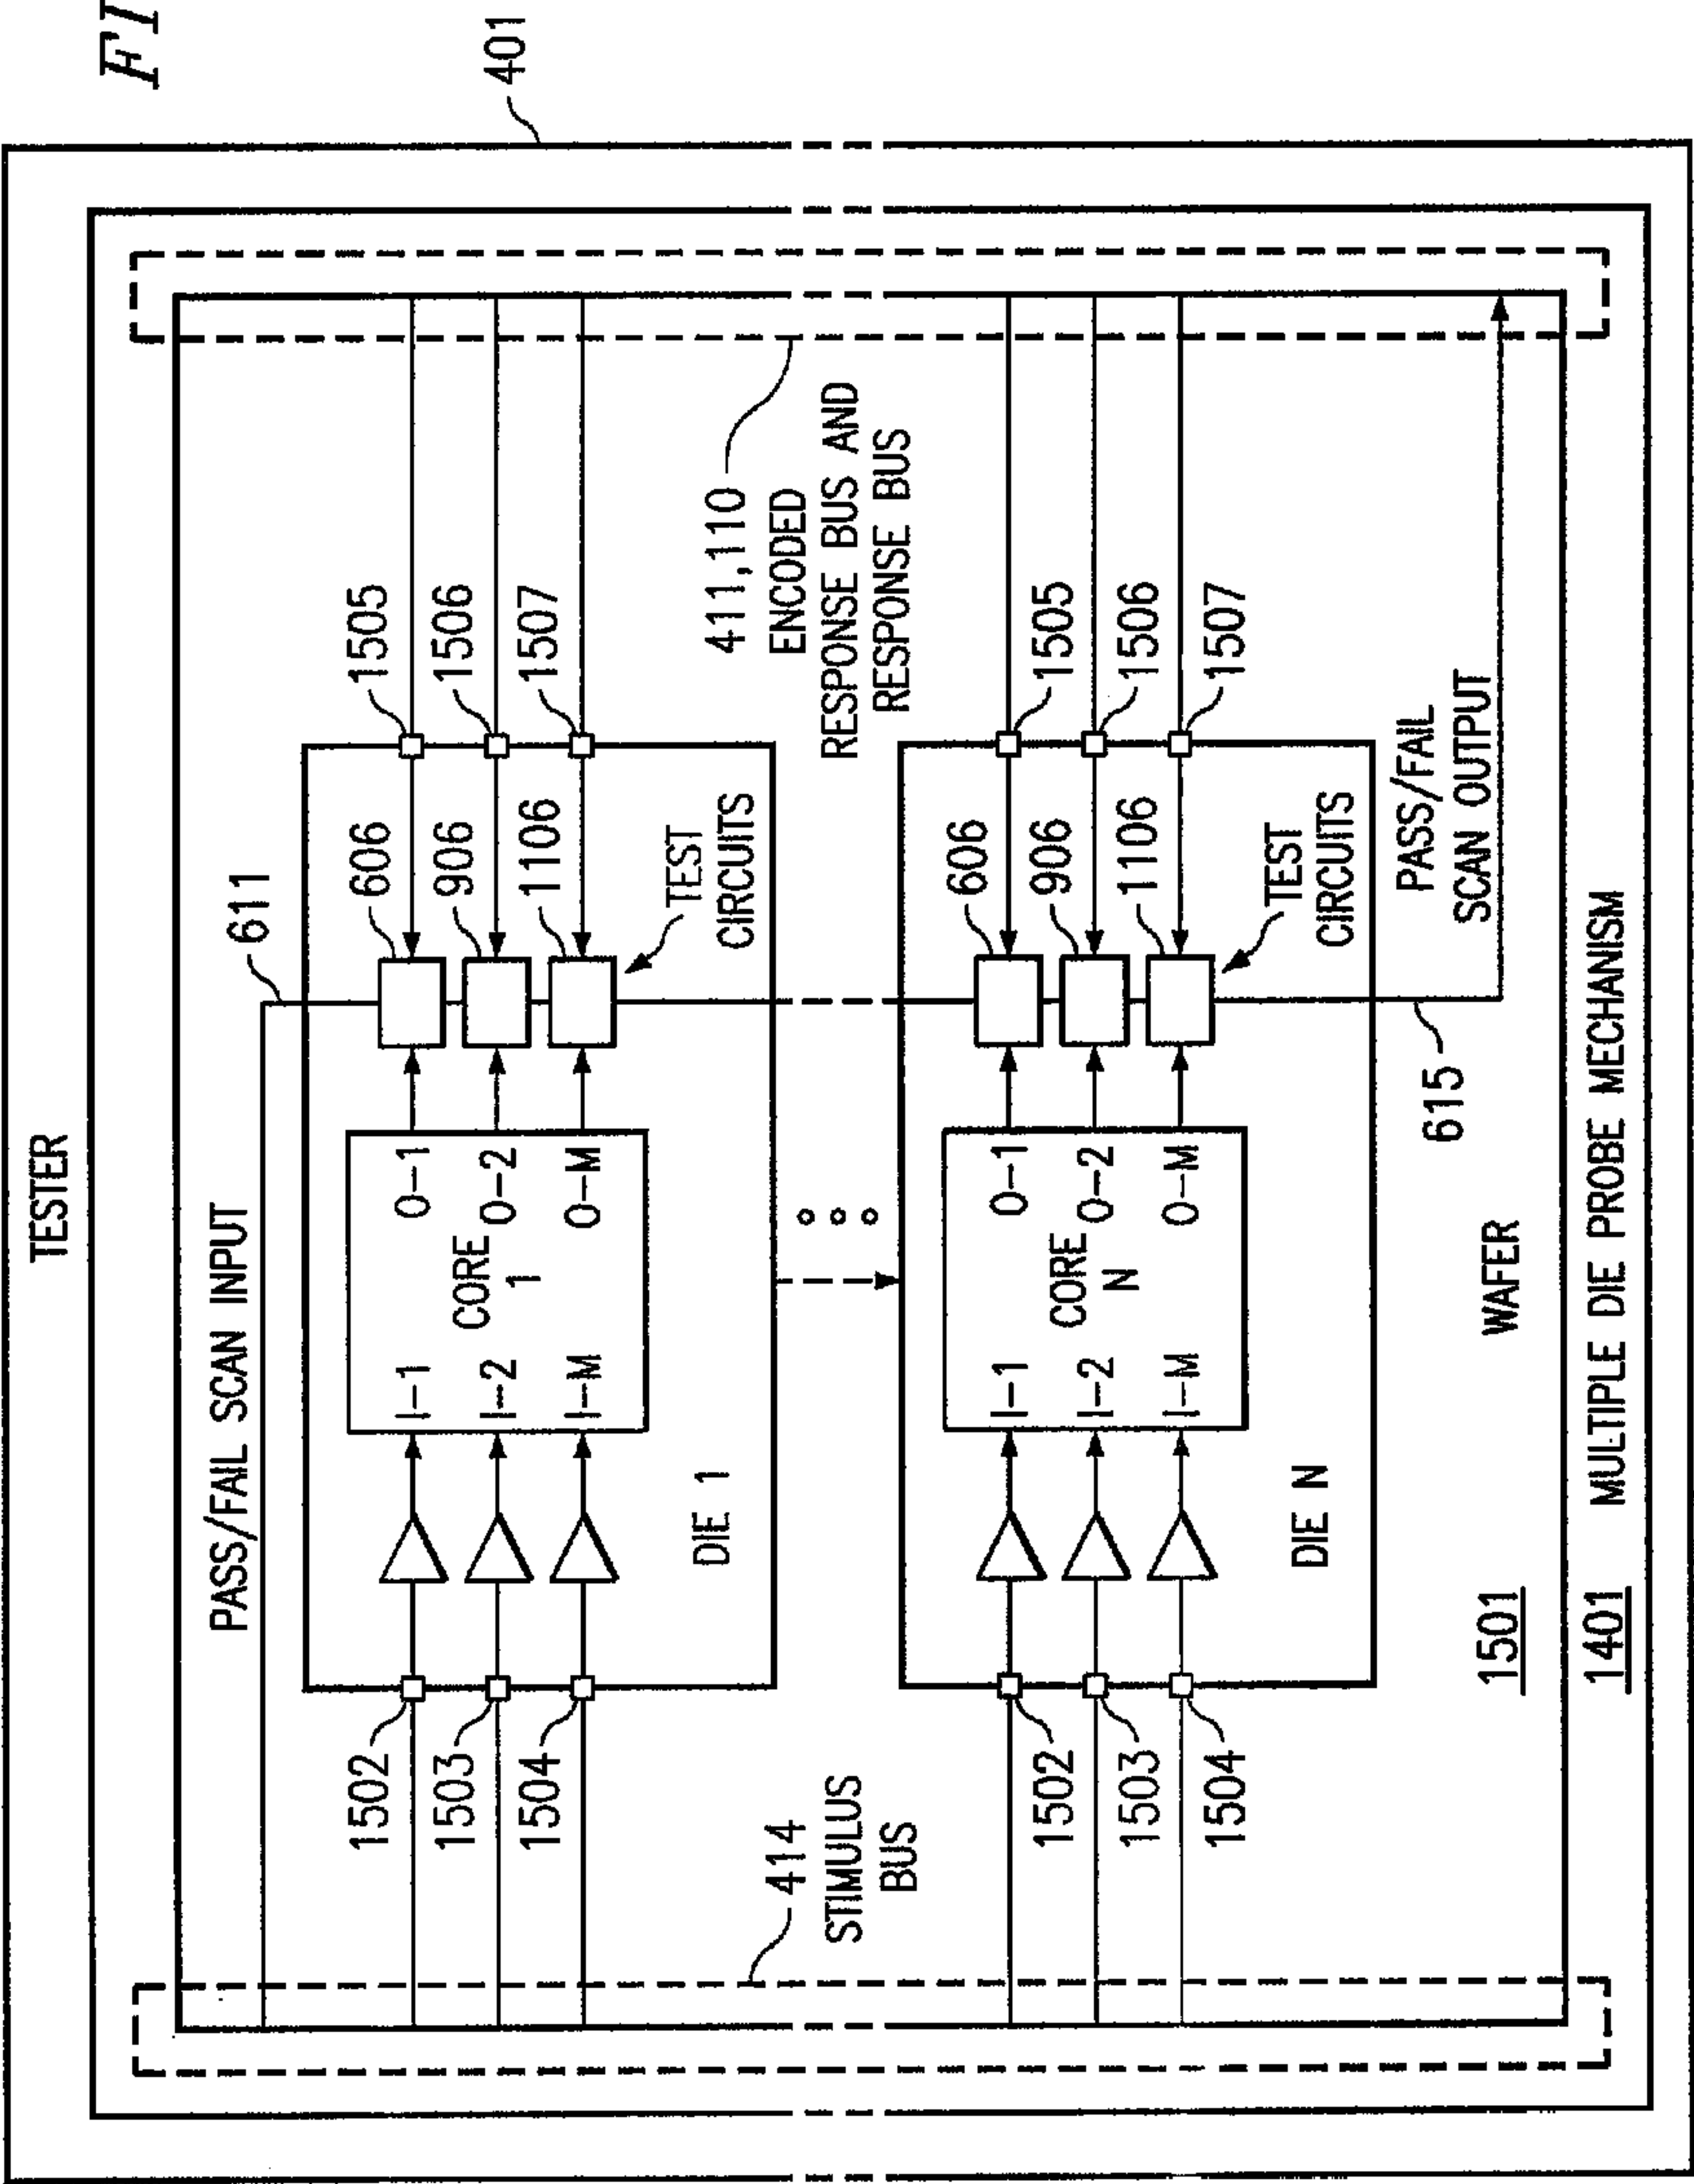 TESTER
FI
401
PASS/FAIL SCAN INPUT
611
1502
606
1505
I-1
O-1
1503
906
1506
I-2
CORE
1
O-2
1504
1106
1507
I-M
O-M
DIE 1
TEST
CIRCUITS
414
STIMULUS
BUS
411,110
ENCODED
RESPONSE BUS AND
RESPONSE BUS
1502
606
1505
I-1
O-1
1503
906
1506
I-2
CORE
N
O-2
1504
1106
1507
I-M
O-M
DIE N
TEST
CIRCUITS
615
PASS/FAIL
SCAN OUTPUT
1501
WAFER
1401
MULTIPLE DIE PROBE MECHANISM